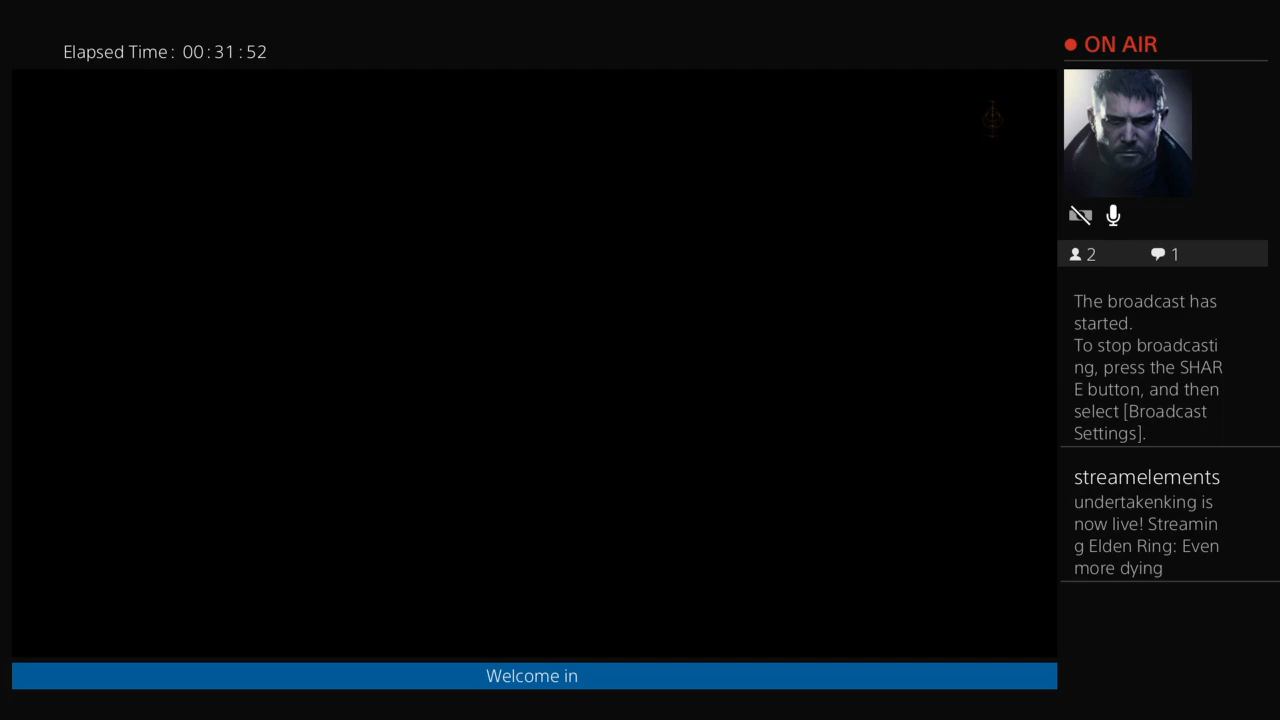 Elapsed Time: 00:31:52
ON AIR
2
1
The broadcast has
started.
To stop broadcasti
ng, press the SHAR
E button, and then
select [Broadcast
Settings].
streamelements
undertakenking is
now live! Streamin
g Elden Ring: Even
more dying
Welcome in